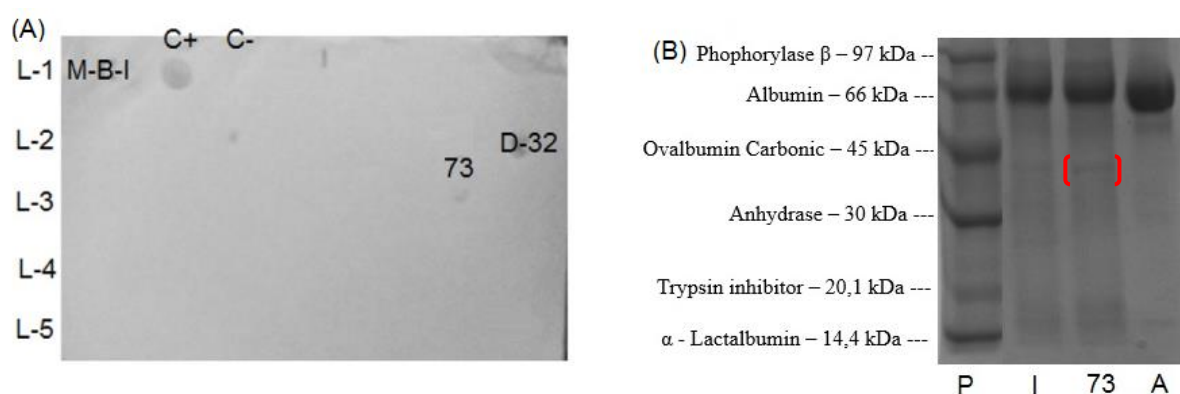 (A)
C+ C-
L-1 M-B-I
L-2 D-32
73
L-3
L-4
L-5
(B)
Phophorylase β – 97 kDa --
Albumin – 66 kDa ---
Ovalbumin Carbonic – 45 kDa ---
Anhydrase – 30 kDa ---
Trypsin inhibitor – 20,1 kDa ---
α - Lactalbumin – 14,4 kDa ---
P I 73 A